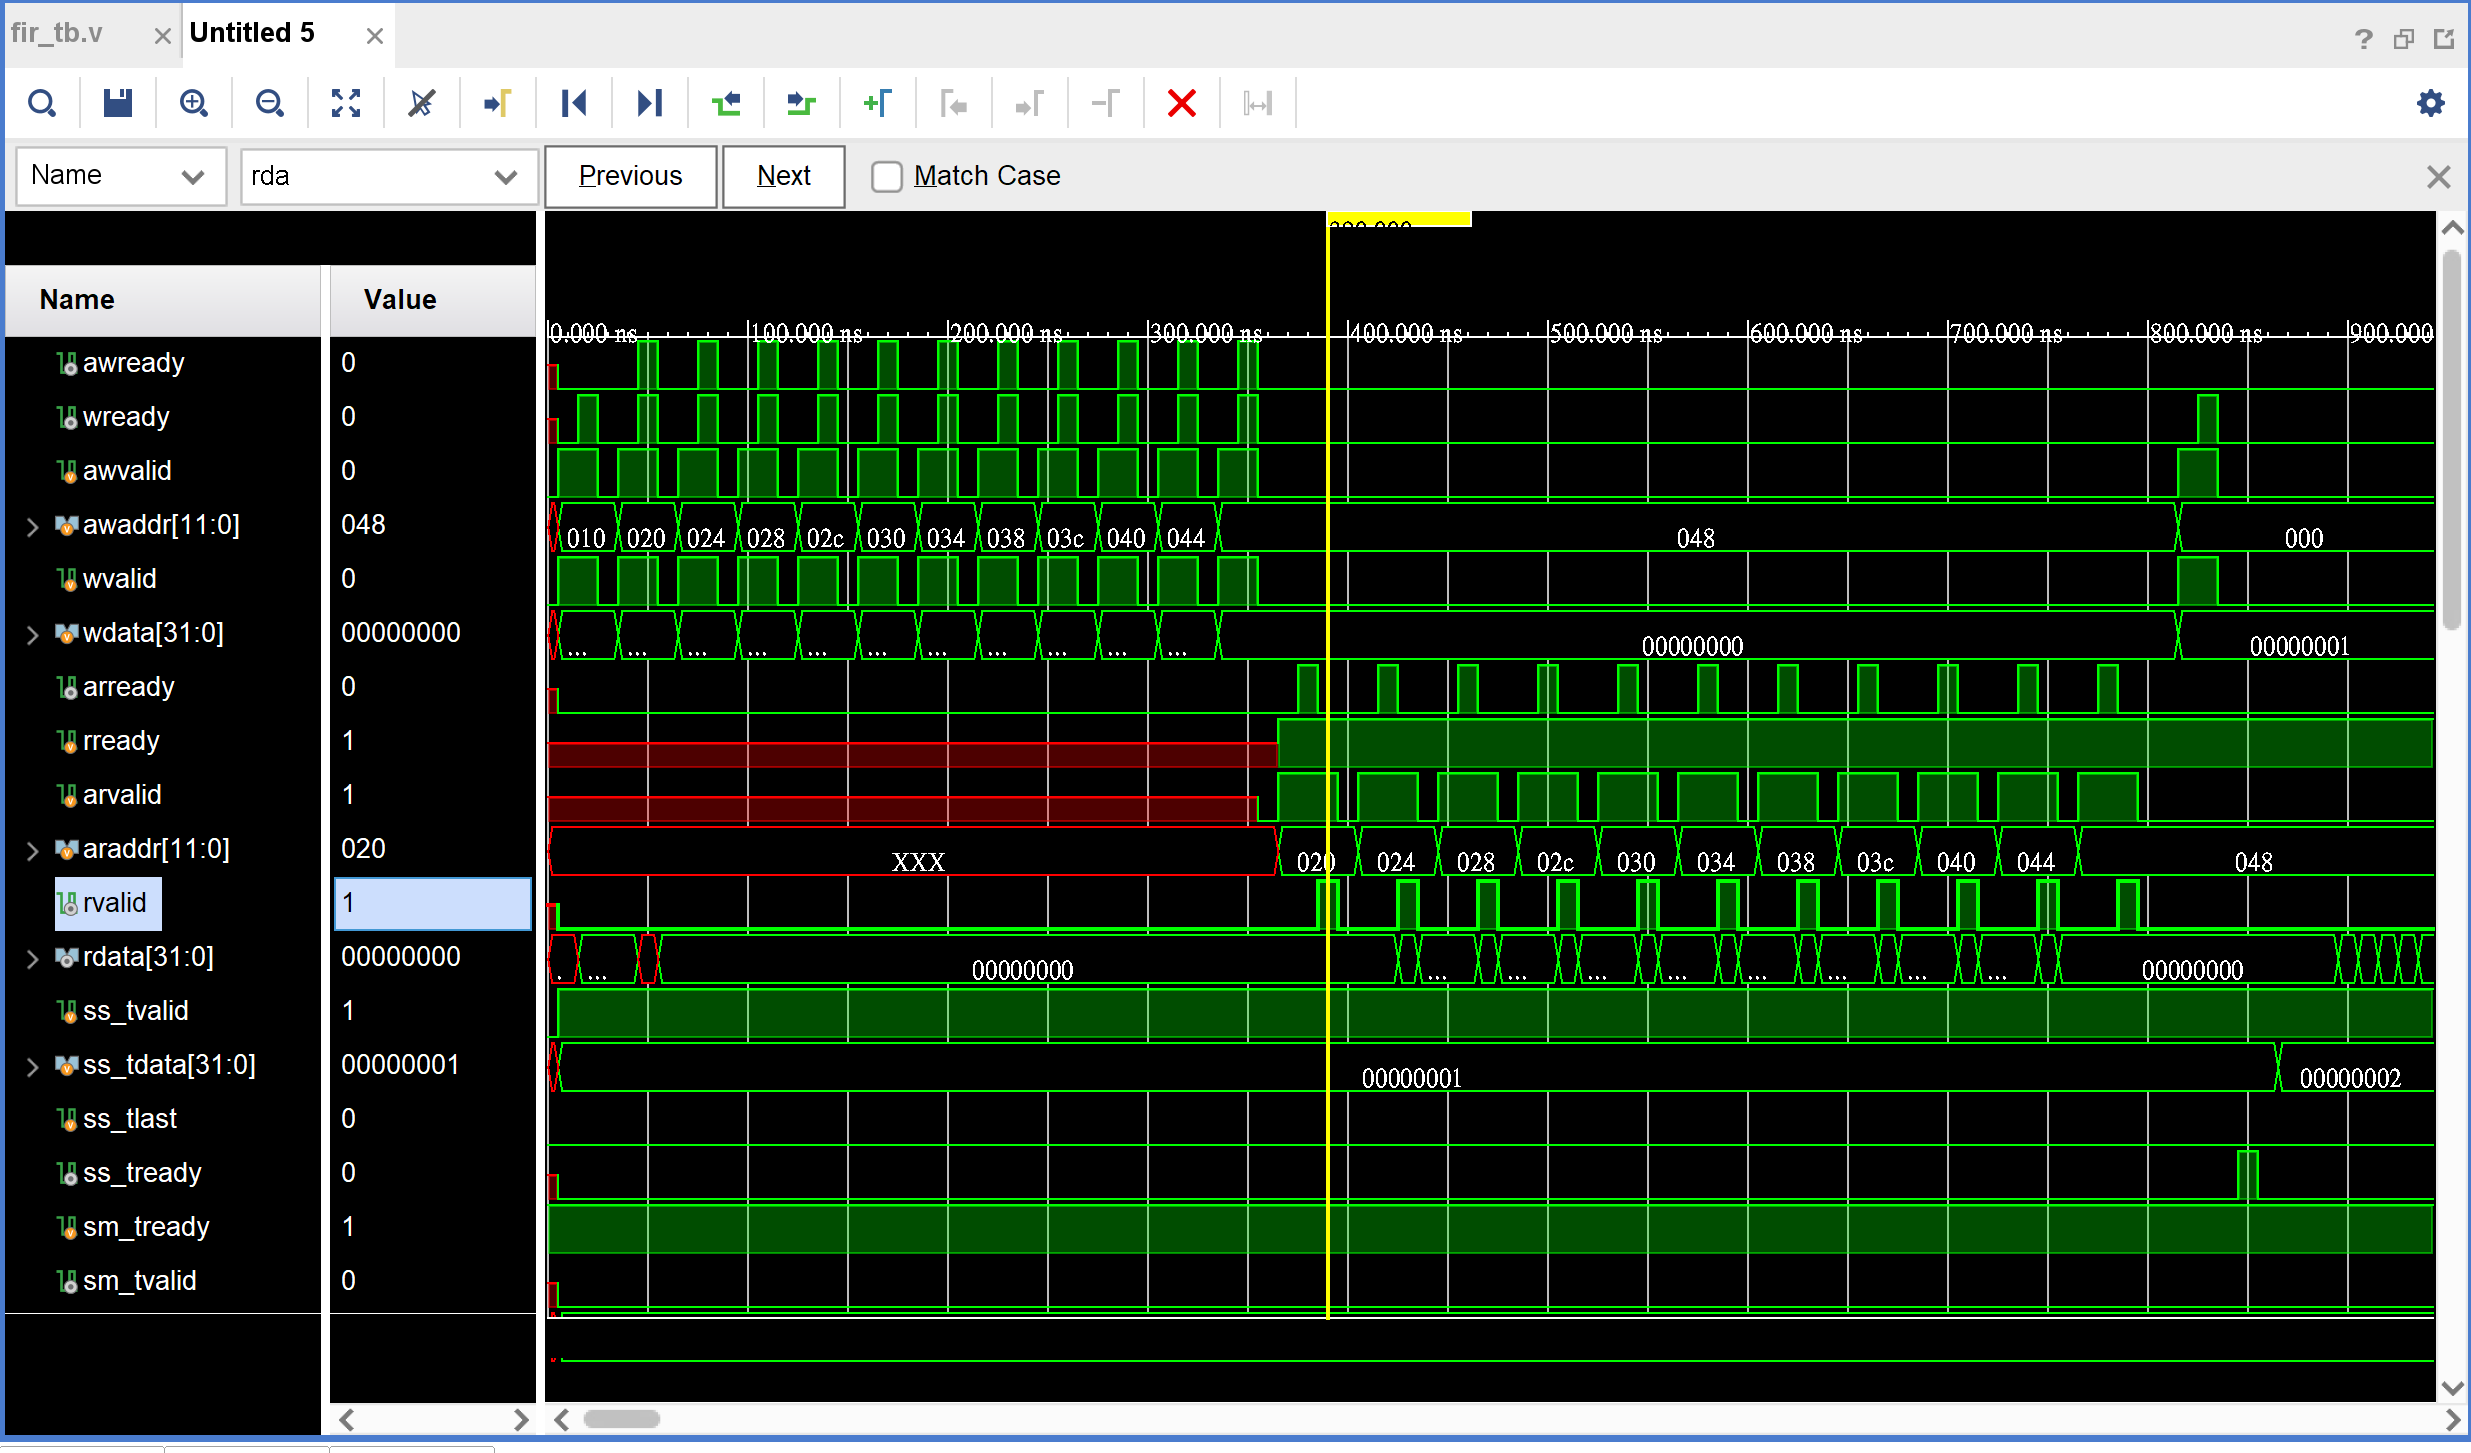 fir_tb.v
Untitled 5
Name
rda
Previous
Next
Match Case
Name Value
0.000 ns 100.000 ns 200.000 ns 300.000 ns 400.000 ns 500.000 ns 600.000 ns 700.000 ns 800.000 ns 900.000
awready 0
wready 0
awvalid 0
awaddr[11:0] 048 010 020 024 028 02c 030 034 038 03c 040 044 048 000
wvalid 0
wdata[31:0] 00000000 ... ... ... ... ... ... ... ... ... ... ... 00000000 00000001
arready 0
rready 1
arvalid 1
araddr[11:0] 020 XXX 020 024 028 02c 030 034 038 03c 040 044 048
rvalid 1
rdata[31:0] 00000000 . ... 00000000 ... ... ... ... ... ... ... ... 00000000
ss_tvalid 1
ss_tdata[31:0] 00000001 00000001 00000002
ss_tlast 0
ss_tready 0
sm_tready 1
sm_tvalid 0